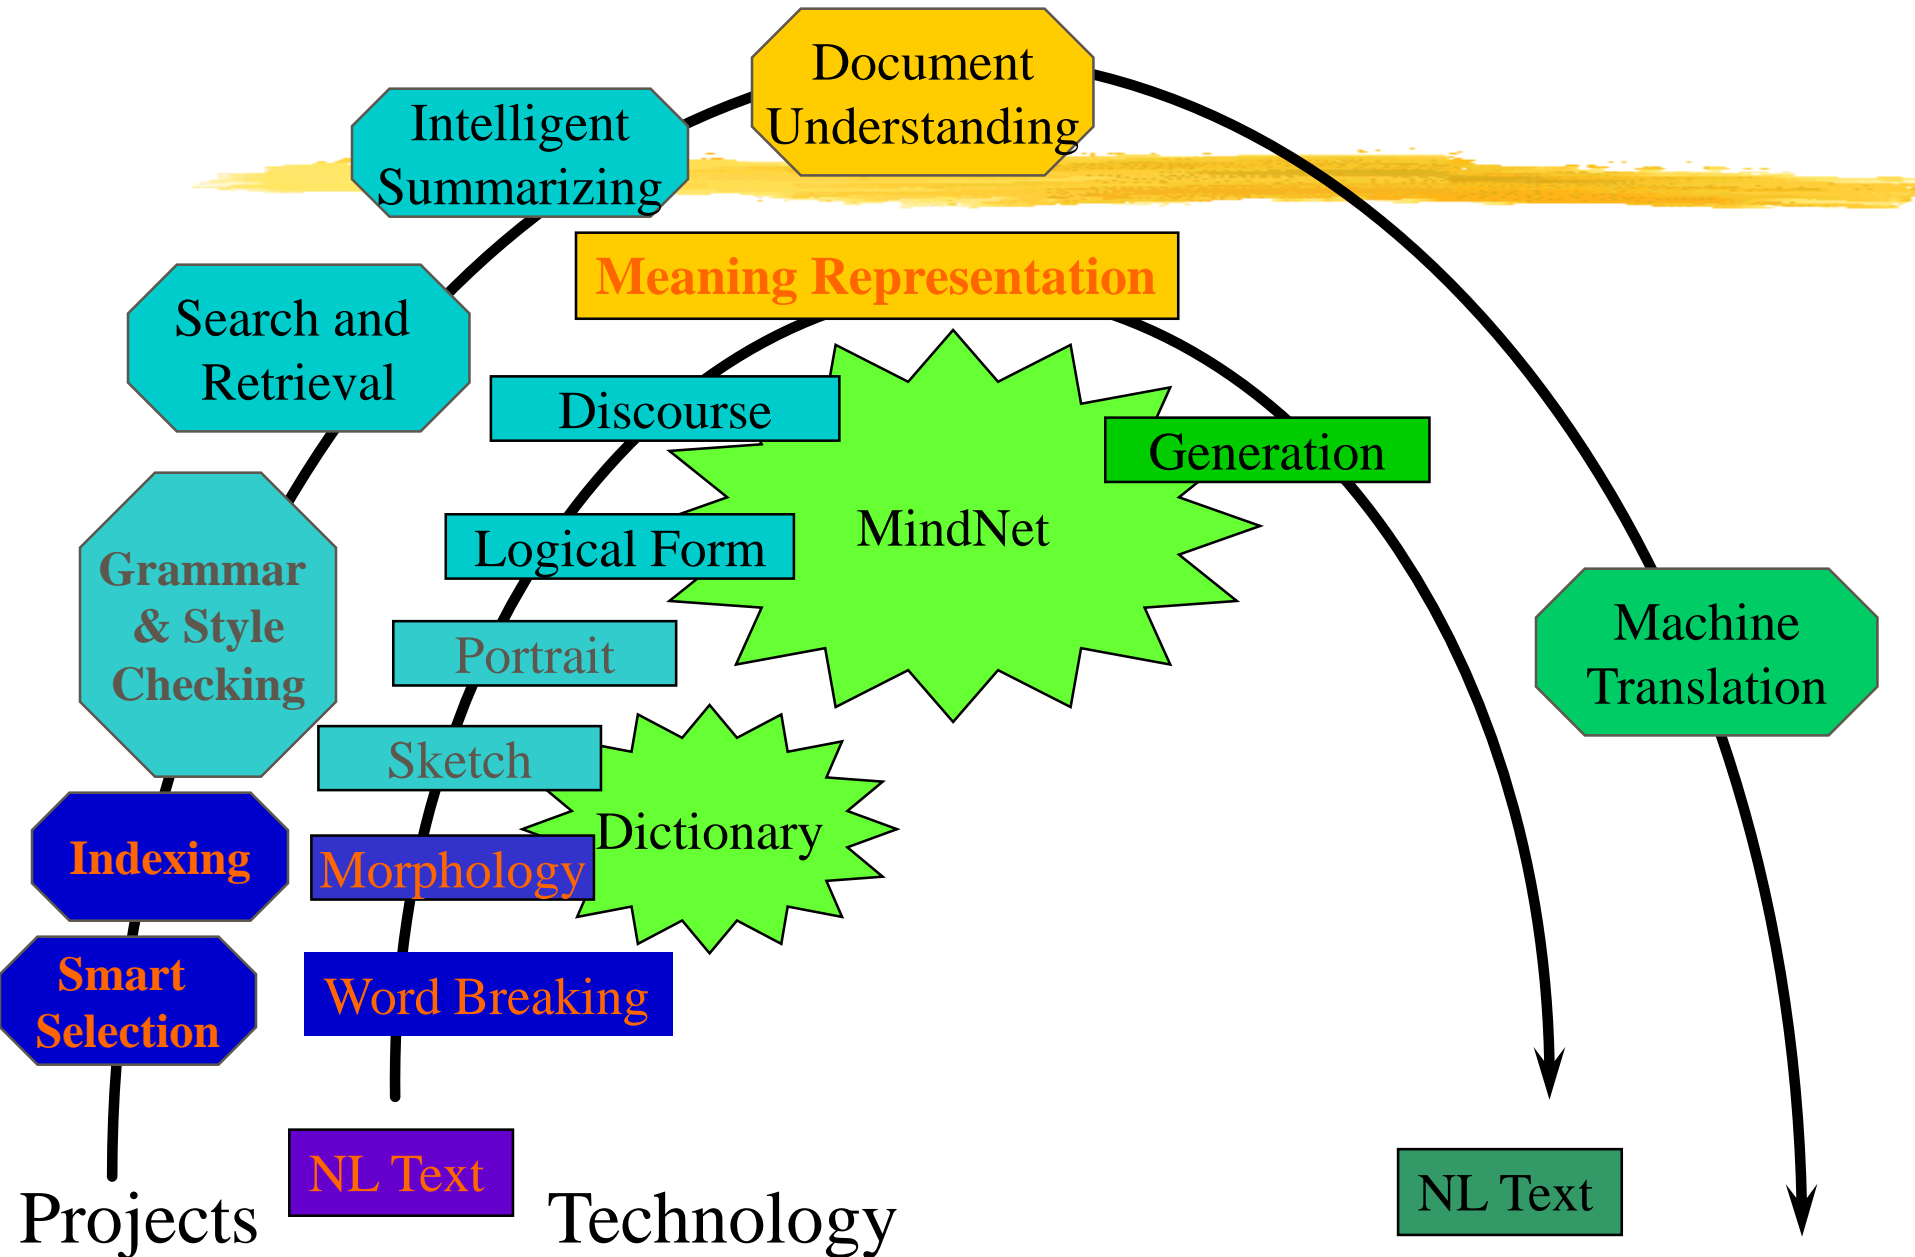 Document
Understanding
Intelligent
Summarizing
Meaning Representation
Search and
Retrieval
Discourse
Generation
MindNet
Logical Form
Grammar
& Style
Checking
Portrait
Machine
Translation
Sketch
Dictionary
Indexing
Morphology
Smart
Selection
Word Breaking
NL Text
NL Text
Projects
Technology